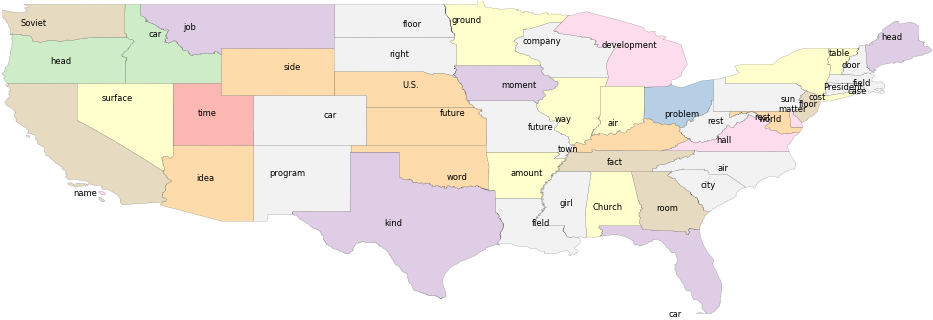 Soviet
head
car
job
floor
ground
company
development
head
table
door
right
side
U.S.
moment
surface
time
car
future
future
way
air
problem
rest
rest
world
sun
matter
floor
cost
President
field
case
hall
town
fact
air
name
idea
program
word
amount
city
girl
Church
room
kind
field
car